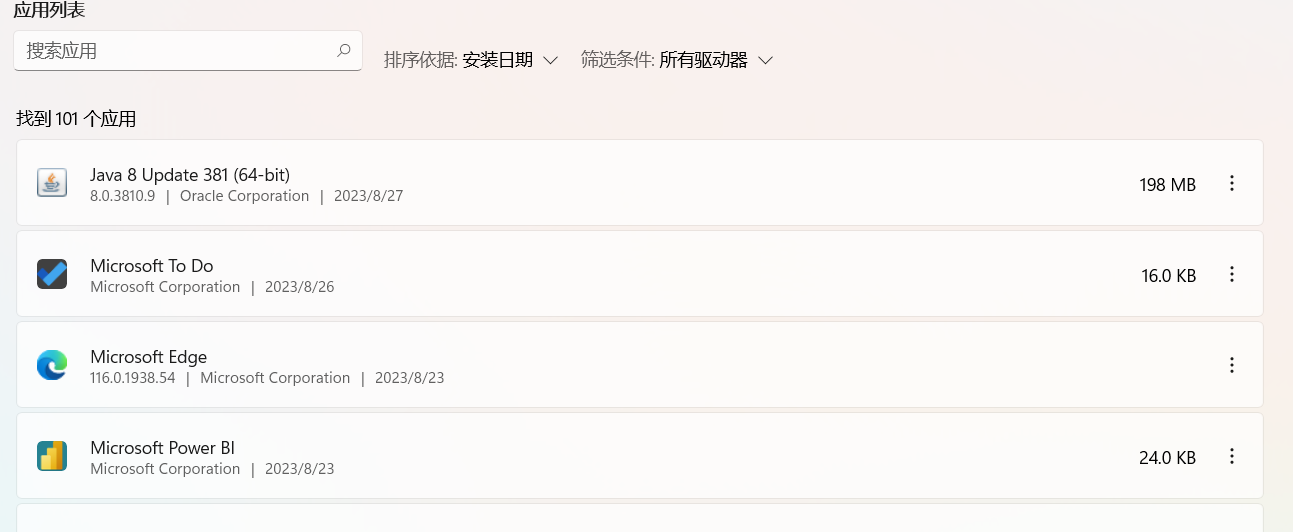 应用列表
搜索应用
排序依据: 安装日期 筛选条件: 所有驱动器
找到 101 个应用
Java 8 Update 381 (64-bit)
8.0.3810.9 | Oracle Corporation | 2023/8/27
198 MB
Microsoft To Do
Microsoft Corporation | 2023/8/26
16.0 KB
Microsoft Edge
116.0.1938.54 | Microsoft Corporation | 2023/8/23
Microsoft Power BI
Microsoft Corporation | 2023/8/23
24.0 KB